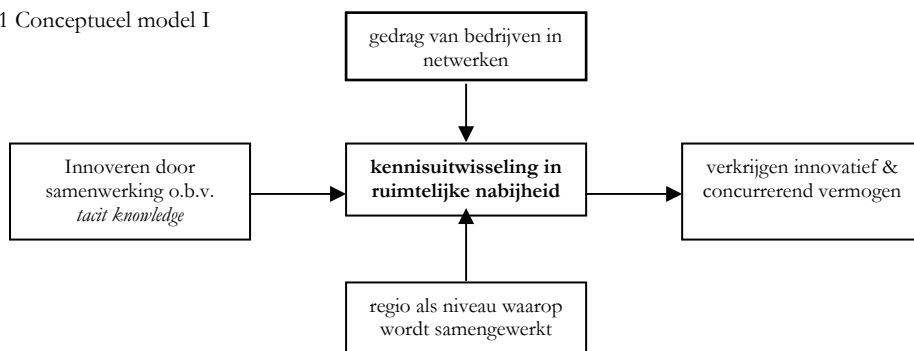 1 Conceptueel model I
gedrag van bedrijven in
netwerken
Innoveren door
samenwerking o.b.v.
tacit knowledge
kennisuitwisseling in
ruimtelijke nabijheid
verkrijgen innovatief &
concurrerend vermogen
regio als niveau waarop
wordt samengewerkt